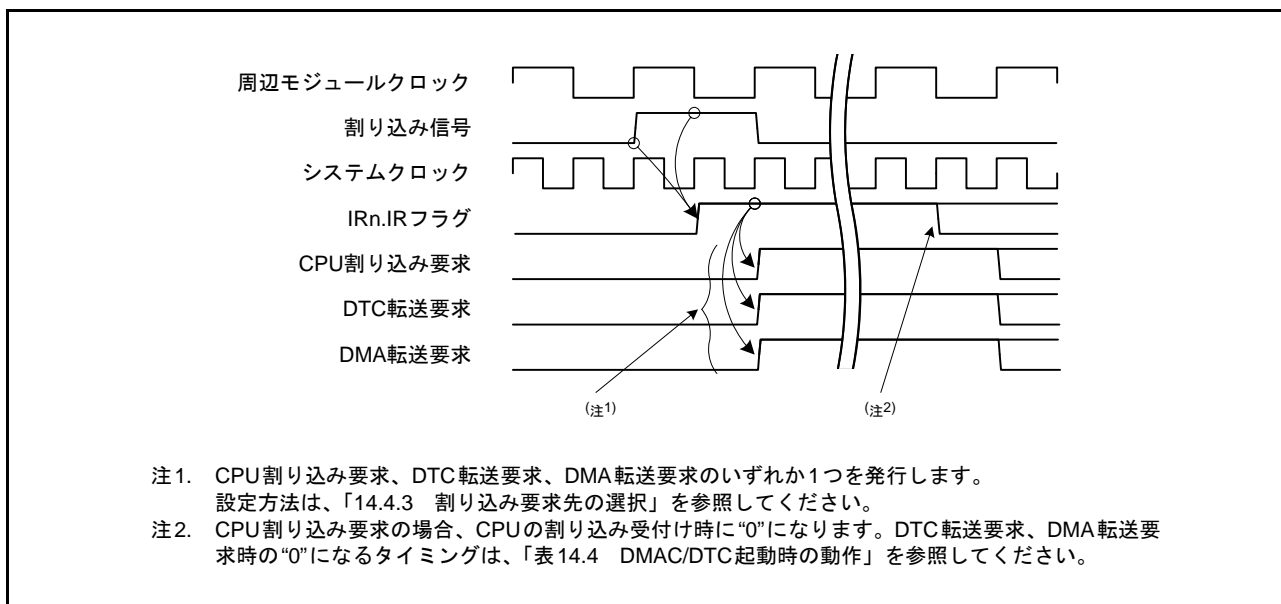 周辺モジュールクロック
割り込み信号
システムクロック
IRn.IRフラグ
CPU割り込み要求
DTC転送要求
DMA転送要求
(注1)
(注2)
注1. CPU割り込み要求、DTC転送要求、DMA転送要求のいずれか1つを発行します。
設定方法は、「14.4.3 割り込み要求先の選択」を参照してください。
注2. CPU割り込み要求の場合、CPUの割り込み受付け時に“0”になります。DTC転送要求、DMA転送要
求時の“0”になるタイミングは、「表14.4 DMAC/DTC起動時の動作」を参照してください。